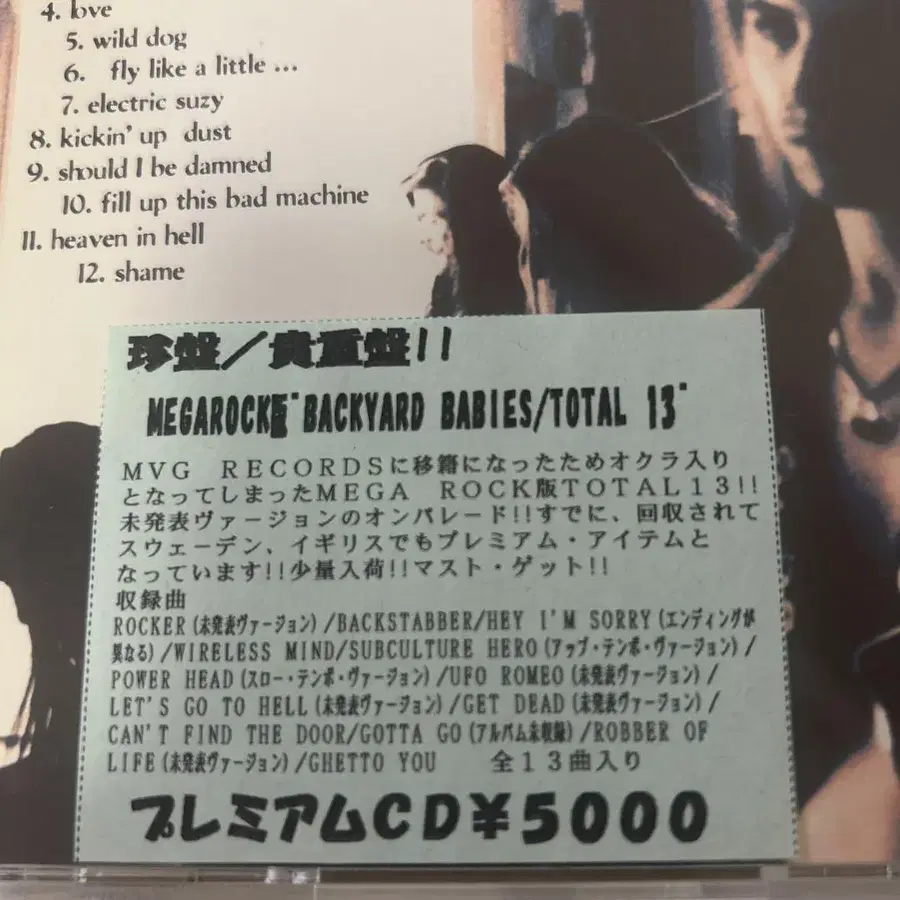 4. love
5. wild dog
6. fly like a little ...
7. electric suzy
8. kickin' up dust
9. should I be damned
10. fill up this bad machine
11. heaven in hell
12. shame
珍盤/貴重盤!!
MEGAROCK版"BACKYARD BABIES/TOTAL 13"
MVG RECORDSに移籍になったためオクラ入り
となってしまったMEGA ROCK版TOTAL13!!
未発表ヴァージョンのオンパレード!!すでに、回収されて
スウェーデン、イギリスでもプレミアム・アイテムと
なっています!!少量入荷!!マスト・ゲット!!
収録曲
ROCKER(未発表ヴァージョン)/BACKSTABBER/HEY I'M SORRY(エンディングが
異なる)/WIRELESS MIND/SUBCULTURE HERO(アップ・テンポ・ヴァージョン)/
POWER HEAD(スロー・テンポ・ヴァージョン)/UFO ROMEO(未発表ヴァージョン)/
LET'S GO TO HELL(未発表ヴァージョン)/GET DEAD(未発表ヴァージョン)/
CAN'T FIND THE DOOR/GOTTA GO(アルバム未収録)/ROBBER OF
LIFE(未発表ヴァージョン)/GHETTO YOU 全13曲入り
プレミアムCD¥5000